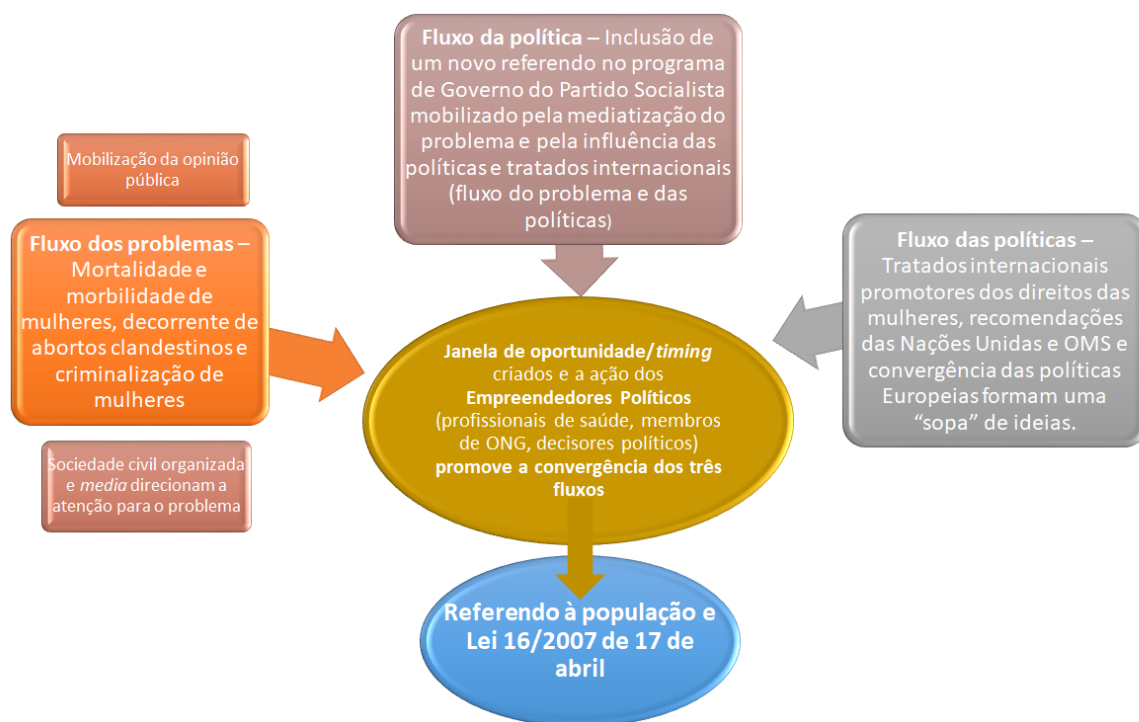 Fluxo da política – Inclusão de
um novo referendo no programa
de Governo do Partido Socialista
mobilizado pela mediatização do
problema e pela influência das
políticas e tratados internacionais
(fluxo do problema e das
políticas)
Mobilização da opinião
pública
Fluxo dos problemas –
Mortalidade e
morbilidade de
mulheres, decorrente de
abortos clandestinos e
criminalização de
mulheres
Sociedade civil organizada
e media direcionam a
atenção para o problema
Fluxo das políticas –
Tratados internacionais
promotores dos direitos das
mulheres, recomendações
das Nações Unidas e OMS e
convergência das políticas
Europeias formam uma
“sopa” de ideias.
Janela de oportunidade/timing
criados e a ação dos
Empreendedores Políticos
(profissionais de saúde, membros
de ONG, decisores políticos)
promove a convergência dos três
fluxos
Referendo à população e
Lei 16/2007 de 17 de
abril